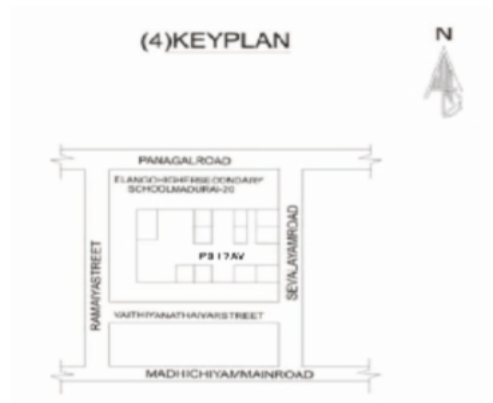 (4)KEYPLAN
N
PANAGALROAD
ELANGOHIGHERSECONDARY
SCHOOLMADURAI-20
RAMAIYASTREET
SEVALAYAMROAD
VAITHIYANATHAIYARSTREET
MADHICHIYAMMAINROAD